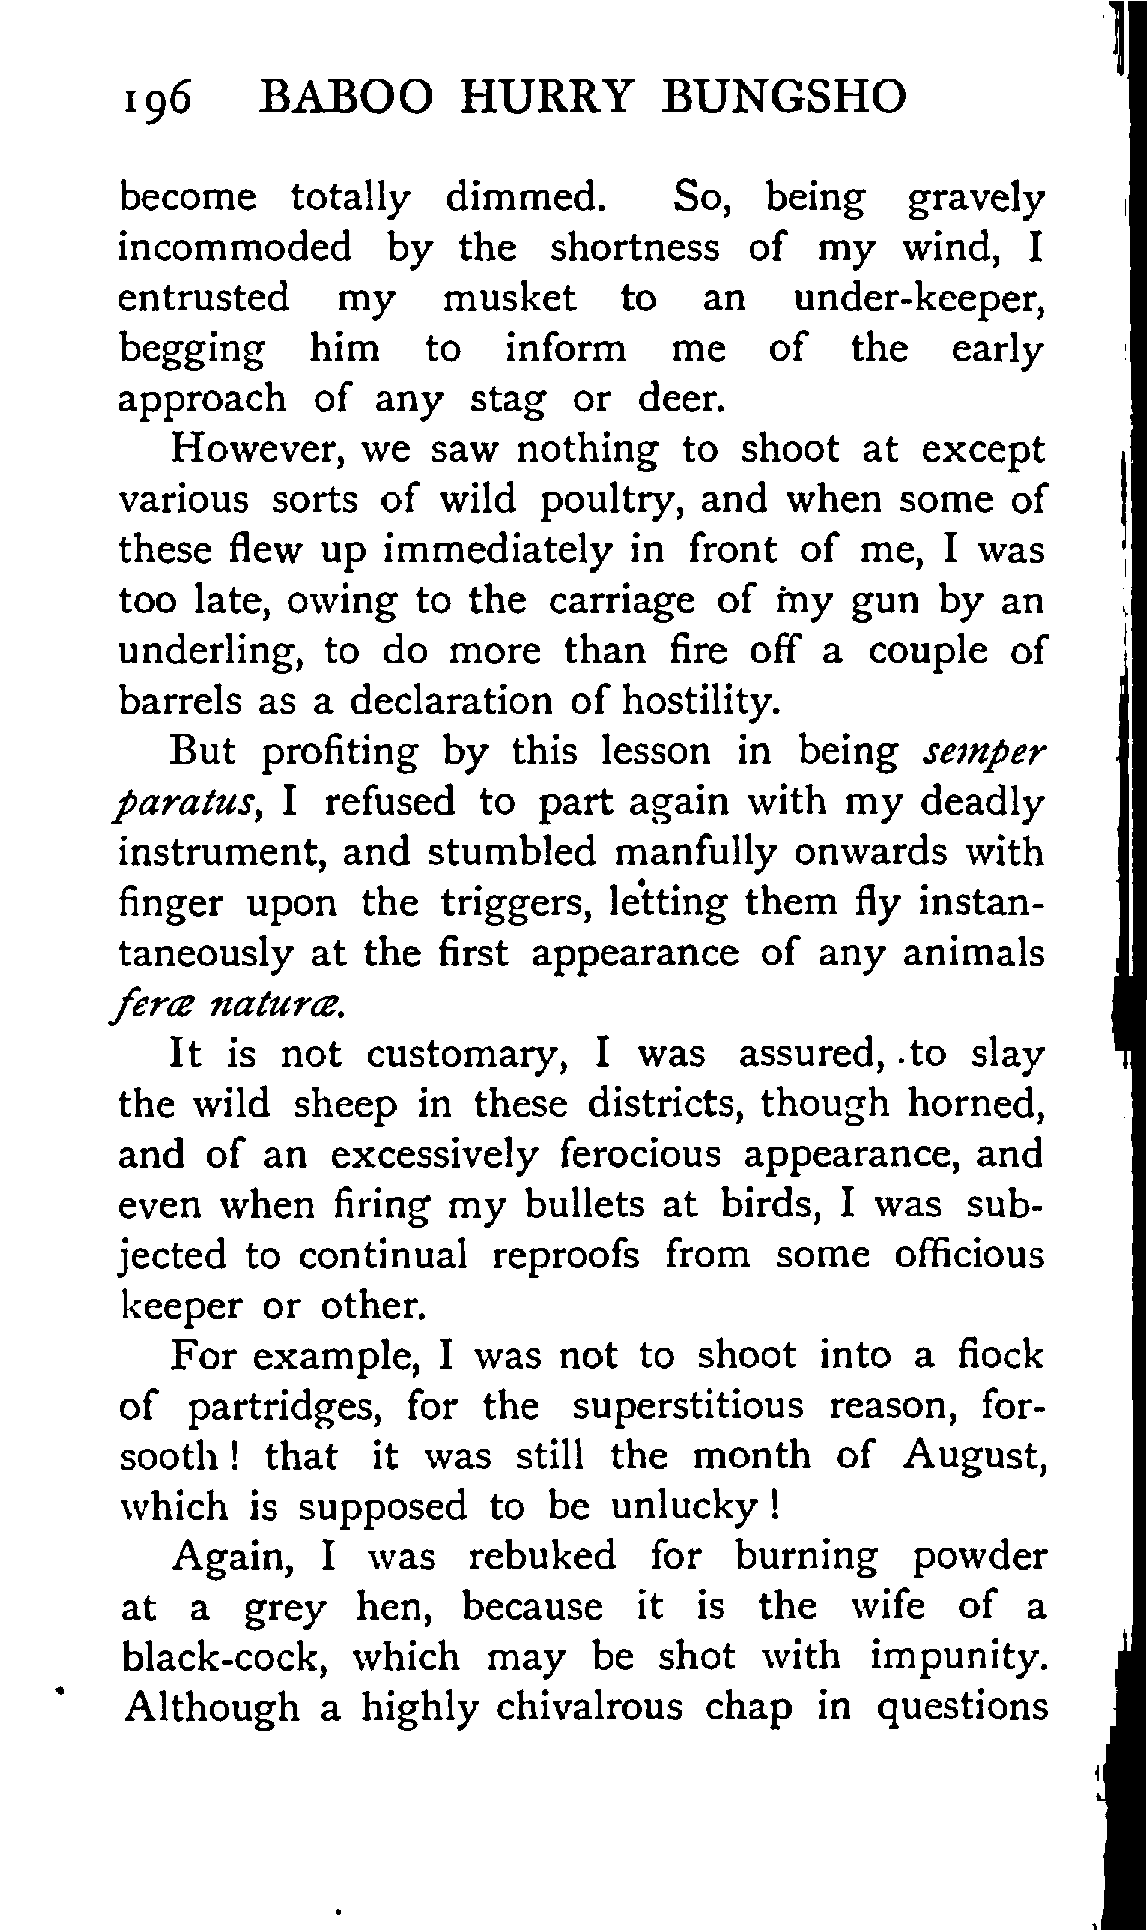 196 BABOO HURRY BUNGSHO
become totally dimmed. So, being gravely
incommoded by the shortness of my wind, I
entrusted my musket to an under-keeper,
begging him to inform me of the early
approach of any stag or deer.
However, we saw nothing to shoot at except
various sorts of wild poultry, and when some of
these flew up immediately in front of me, I was
too late, owing to the carriage of my gun by an
underling, to do more than fire off a couple of
barrels as a declaration of hostility.
But profiting by this lesson in being semper
paratus, I refused to part again with my deadly
instrument, and stumbled manfully onwards with
finger upon the triggers, letting them fly instan-
taneously at the first appearance of any animals
feræ naturæ.
It is not customary, I was assured, to slay
the wild sheep in these districts, though horned,
and of an excessively ferocious appearance, and
even when firing my bullets at birds, I was sub-
jected to continual reproofs from some officious
keeper or other.
For example, I was not to shoot into a flock
of partridges, for the superstitious reason, for-
sooth ! that it was still the month of August,
which is supposed to be unlucky !
Again, I was rebuked for burning powder
at a grey hen, because it is the wife of a
black-cock, which may be shot with impunity.
Although a highly chivalrous chap in questions